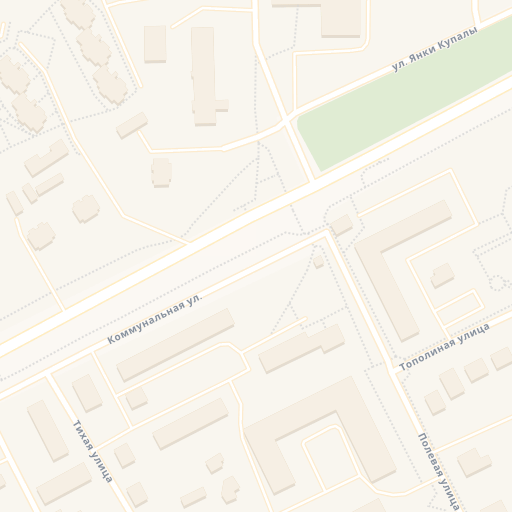 ул. Янки Купалы
Коммунальная ул.
Тополиная улица
Тихая улица
Полевая улица